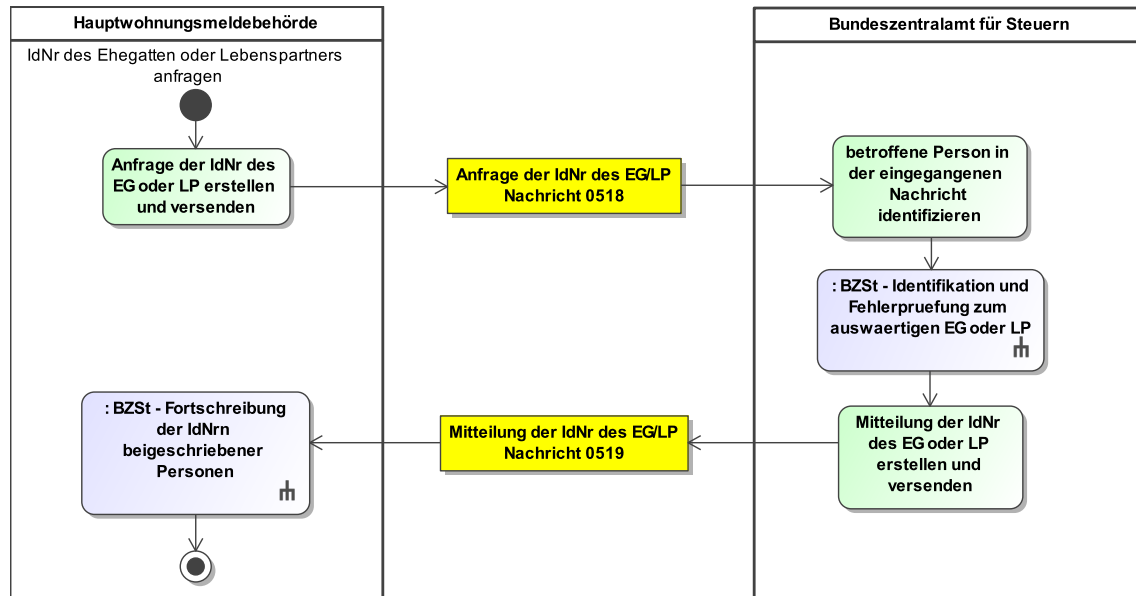 Hauptwohnungsmeldebehörde
Bundeszentralamt für Steuern
IdNr des Ehegatten oder Lebenspartners
anfragen
Anfrage der IdNr des
EG oder LP erstellen
und versenden
Anfrage der IdNr des EG/LP
Nachricht 0518
betroffene Person in
der eingegangenen
Nachricht
identifizieren
: BZSt - Identifikation und
Fehlerpruefung zum
auswaertigen EG oder LP
Mitteilung der IdNr
des EG oder LP
erstellen und
versenden
Mitteilung der IdNr des EG/LP
Nachricht 0519
: BZSt - Fortschreibung
der IdNrn
beigeschriebener
Personen